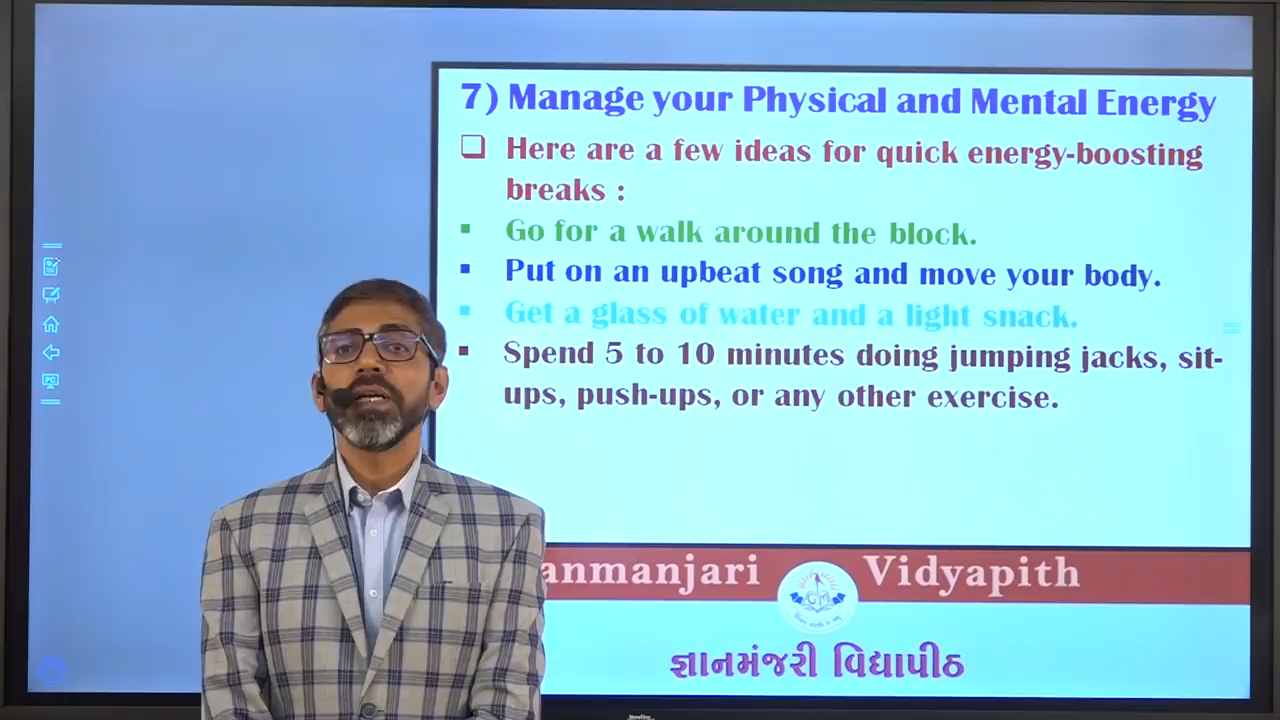 7) Manage your Physical and Mental Energy
❑ Here are a few ideas for quick energy-boosting
breaks :
▪ Go for a walk around the block.
▪ Put on an upbeat song and move your body.
▪ Get a glass of water and a light snack.
▪ Spend 5 to 10 minutes doing jumping jacks, sit-
ups, push-ups, or any other exercise.
anmanjari Vidyapith
GM
જ્ઞાનમંજરી વિદ્યાપીઠ